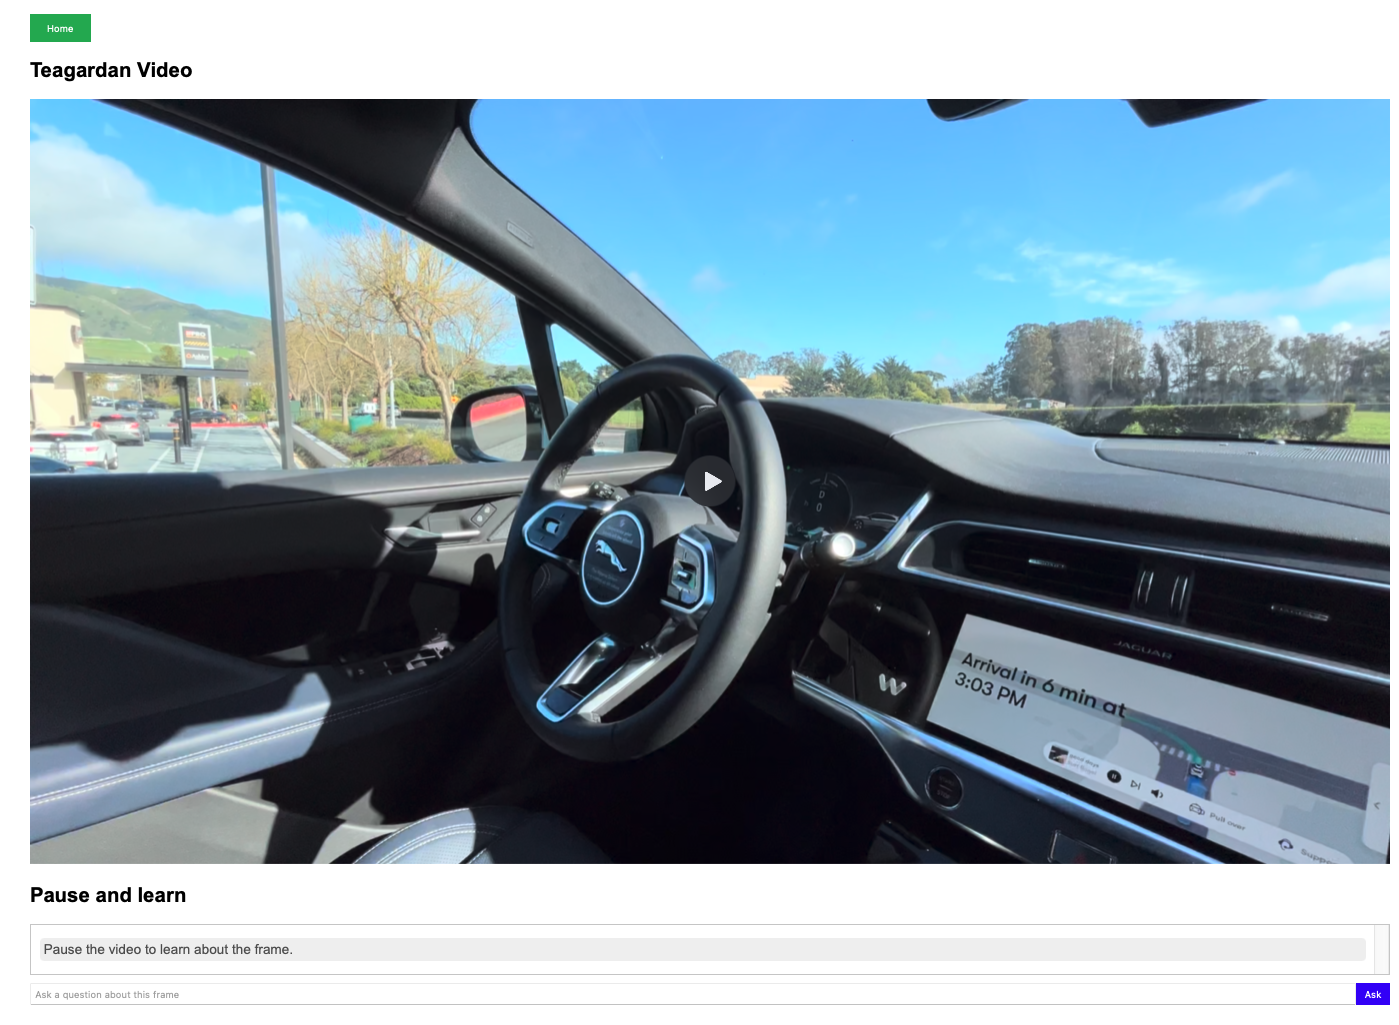 Home
Teagardan Video
JAGUAR
Arrival in 6 min at
3:03 PM
Pull over
Pause and learn
Pause the video to learn about the frame.
Ask a question about this frame
Ask